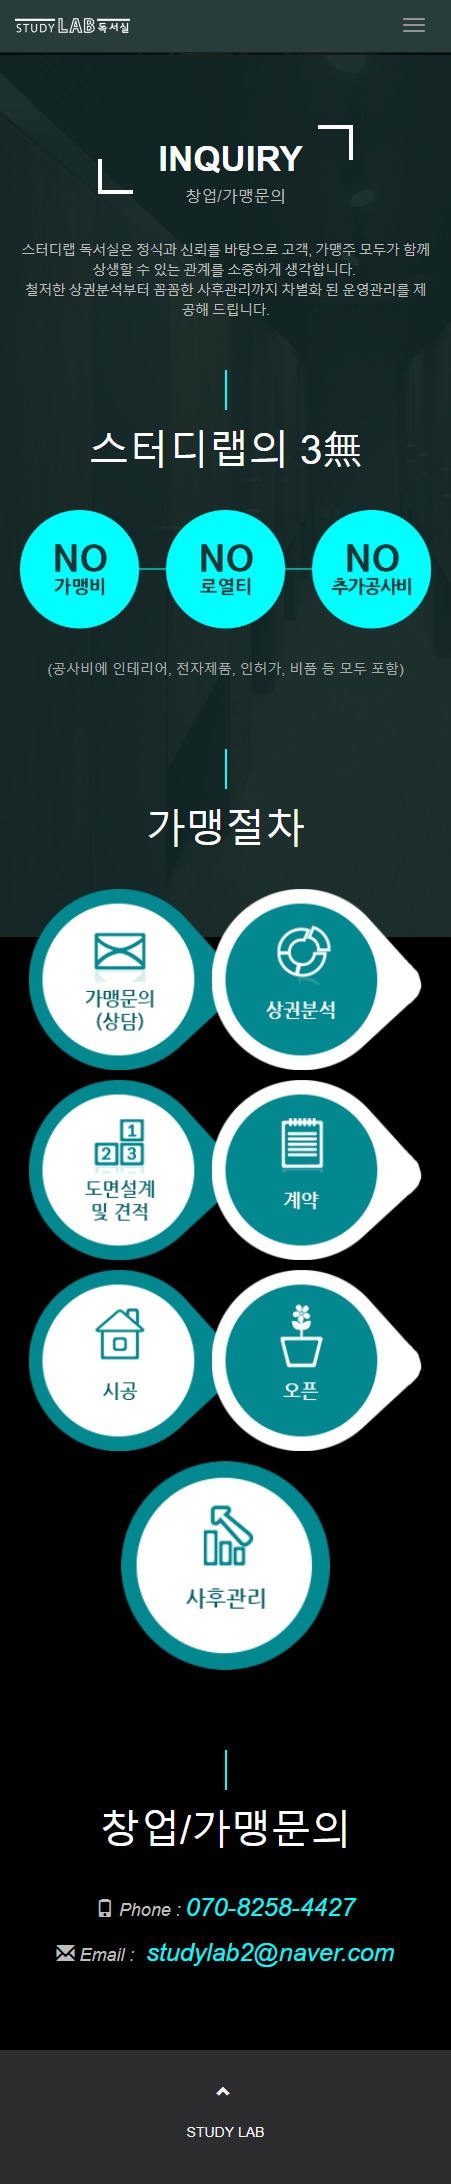 STUDY LAB 독서실
INQUIRY
창업/가맹문의
스터디랩 독서실은 정식과 신뢰를 바탕으로 고객, 가맹주 모두가 함께
상생할 수 있는 관계를 소중하게 생각합니다.
철저한 상권분석부터 꼼꼼한 사후관리까지 차별화 된 운영관리를 제
공해 드립니다.
스터디랩의 3無
NO 가맹비
NO 로열티
NO 추가공사비
(공사비에 인테리어, 전자제품, 인허가, 비품 등 모두 포함)
가맹절차
가맹문의
(상담)
상권분석
1
2 3
도면설계
및 견적
계약
시공
오픈
사후관리
창업/가맹문의
Phone : 070-8258-4427
Email : studylab2@naver.com
STUDY LAB